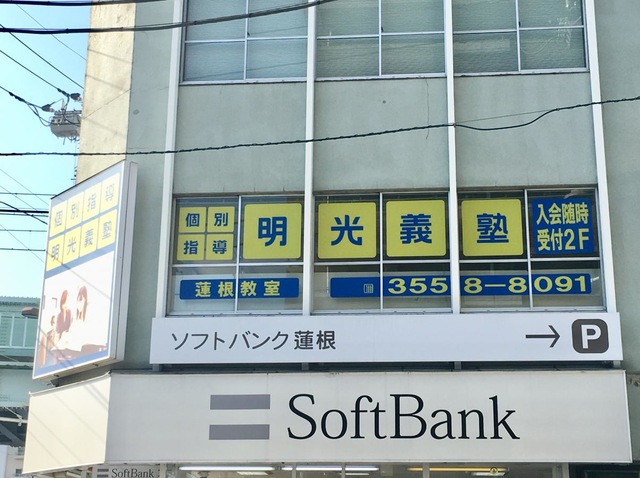 個別指導
明光義塾
個別
指導
明光義塾
入会随時
受付2F
蓮根教室
3558-8091
ソフトバンク蓮根
→ P
SoftBank
SoftBank